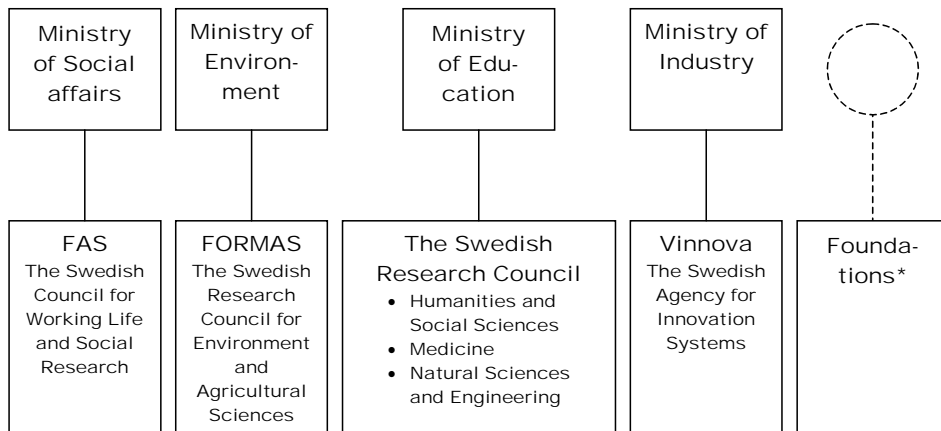 Ministry
of Social
affairs
Ministry of
Environ-
ment
Ministry
of Edu-
cation
Ministry of
Industry
FAS
The Swedish
Council for
Working Life
and Social
Research
FORMAS
The Swedish
Research
Council for
Environment
and
Agricultural
Sciences
The Swedish
Research Council
• Humanities and
Social Sciences
• Medicine
• Natural Sciences
and Engineering
Vinnova
The Swedish
Agency for
Innovation
Systems
Founda-
tions*